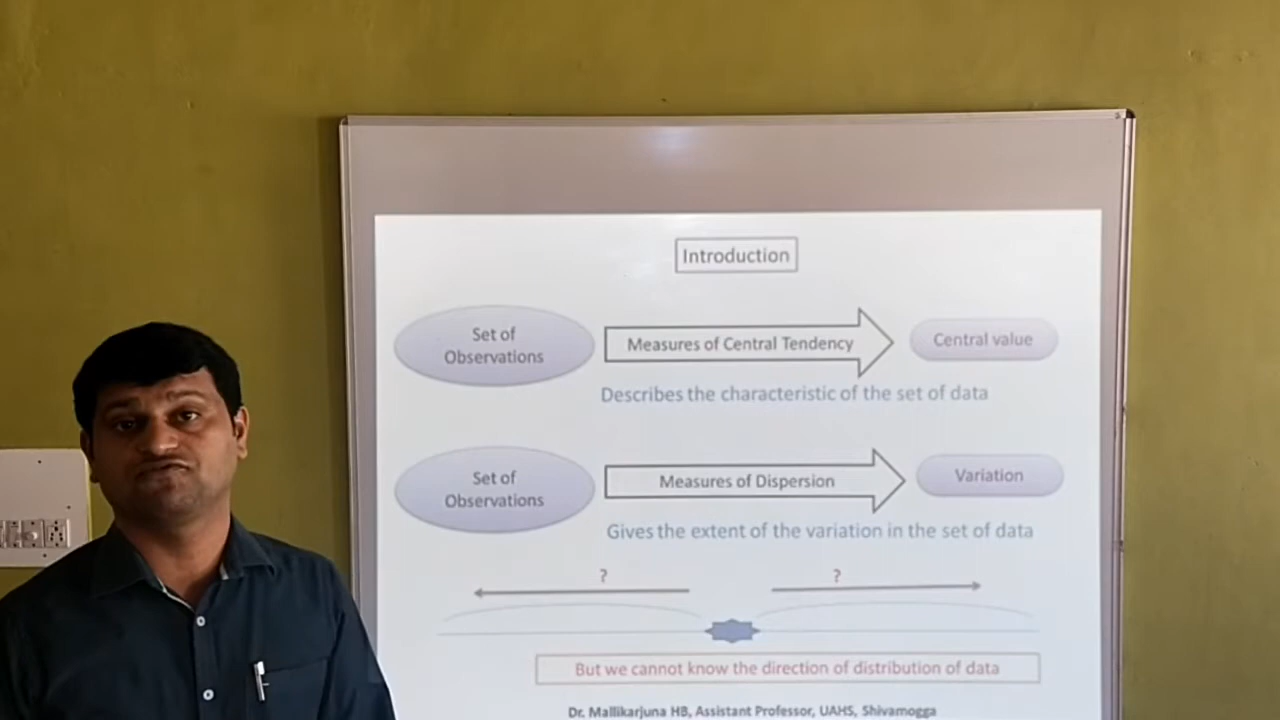 Introduction
Set of
Observations
Measures of Central Tendency
Central value
Describes the characteristic of the set of data
Set of
Observations
Measures of Dispersion
Variation
Gives the extent of the variation in the set of data
? ?
But we cannot know the direction of distribution of data
Dr. Mallikarjuna HB, Assistant Professor, UAHS, Shivamogga